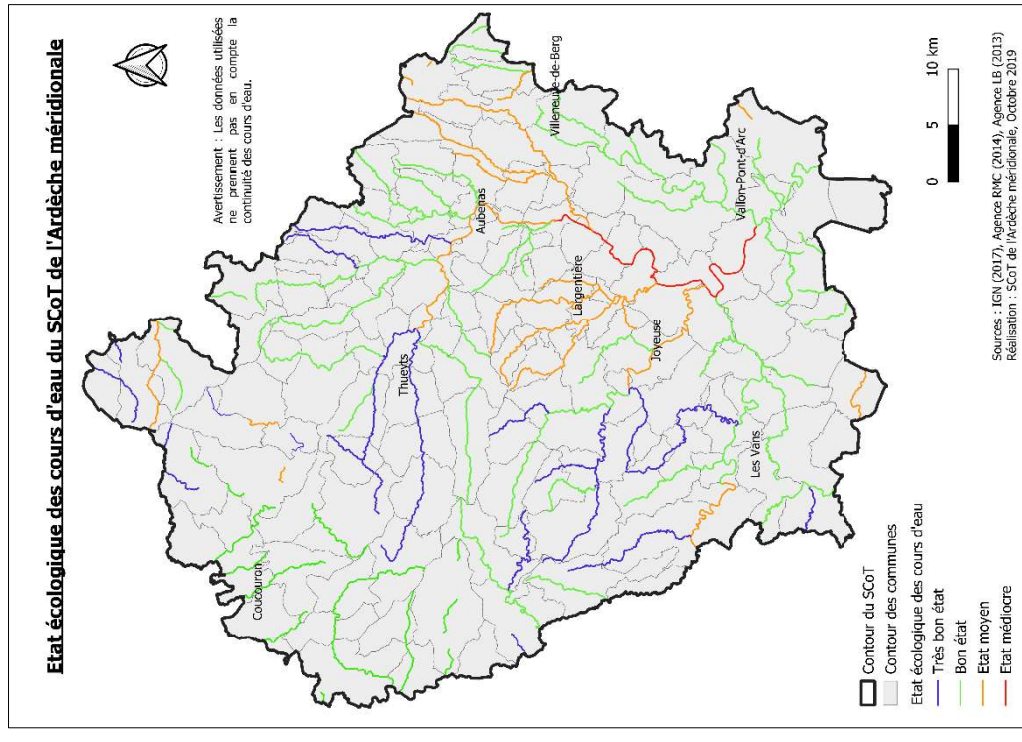 Etat écologique des cours d'eau du SCoT de l'Ardèche méridionale
Avertissement : Les données utilisées
ne prennent pas en compte la
continuité des cours d'eau.
Coucouron
Thueyts
Aubenas
Villeneuve-de-Berg
Largentière
Joyeuse
Vallon-Pont-d'Arc
Les Vans
Contour du SCoT
Contour des communes
Etat écologique des cours d'eau
Très bon état
Bon état
Etat moyen
Etat médiocre
0 5 10 km
Sources : IGN (2017), Agence RMC (2014), Agence LB (2013)
Réalisation : SCOT de l'Ardèche méridionale, Octobre 2019